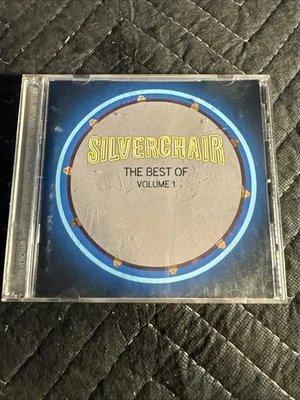 SILVERCHAIR
THE BEST OF
VOLUME 1